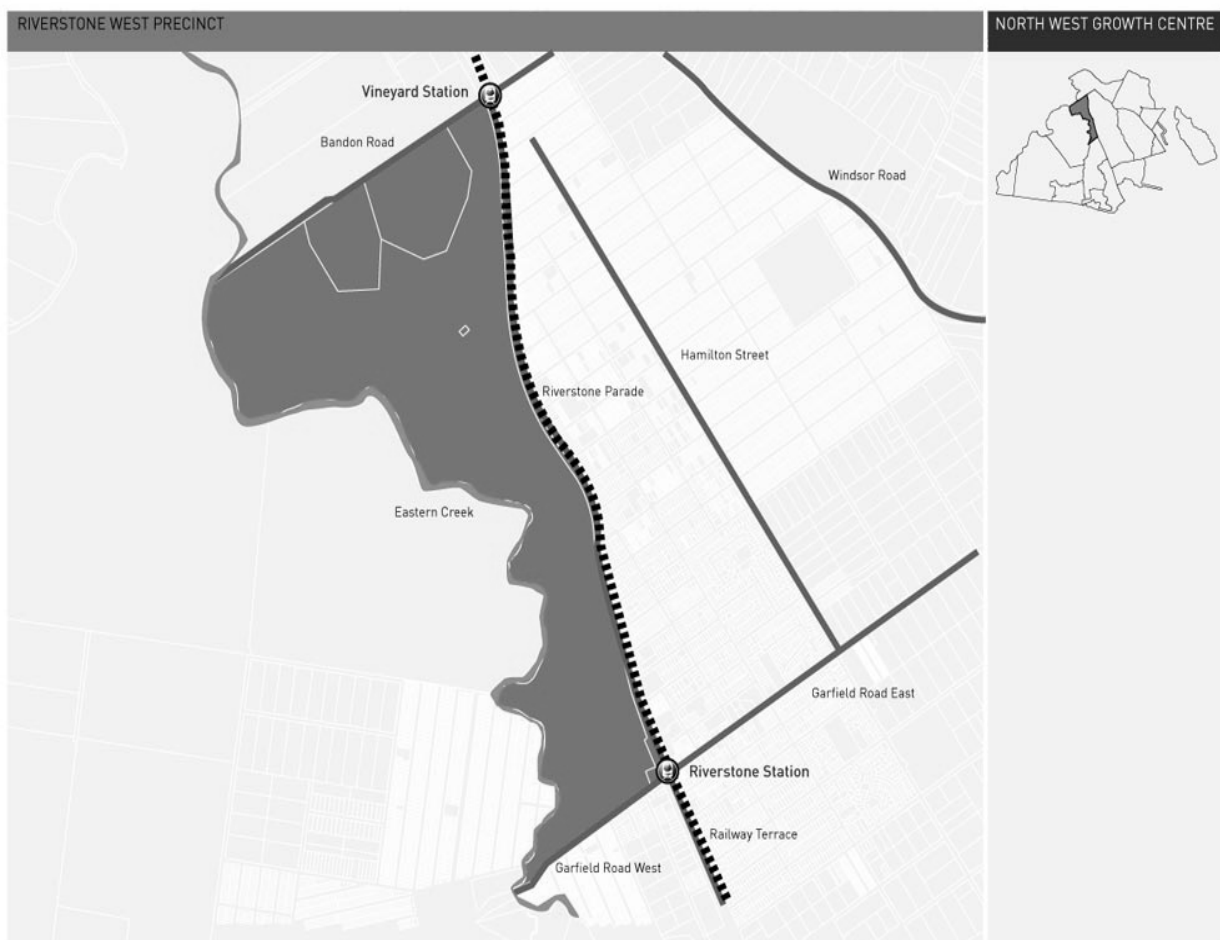 RIVERSTONE WEST PRECINCT
NORTH WEST GROWTH CENTRE
Vineyard Station
Bandon Road
Windsor Road
Hamilton Street
Riverstone Parade
Eastern Creek
Garfield Road East
Riverstone Station
Railway Terrace
Garfield Road West